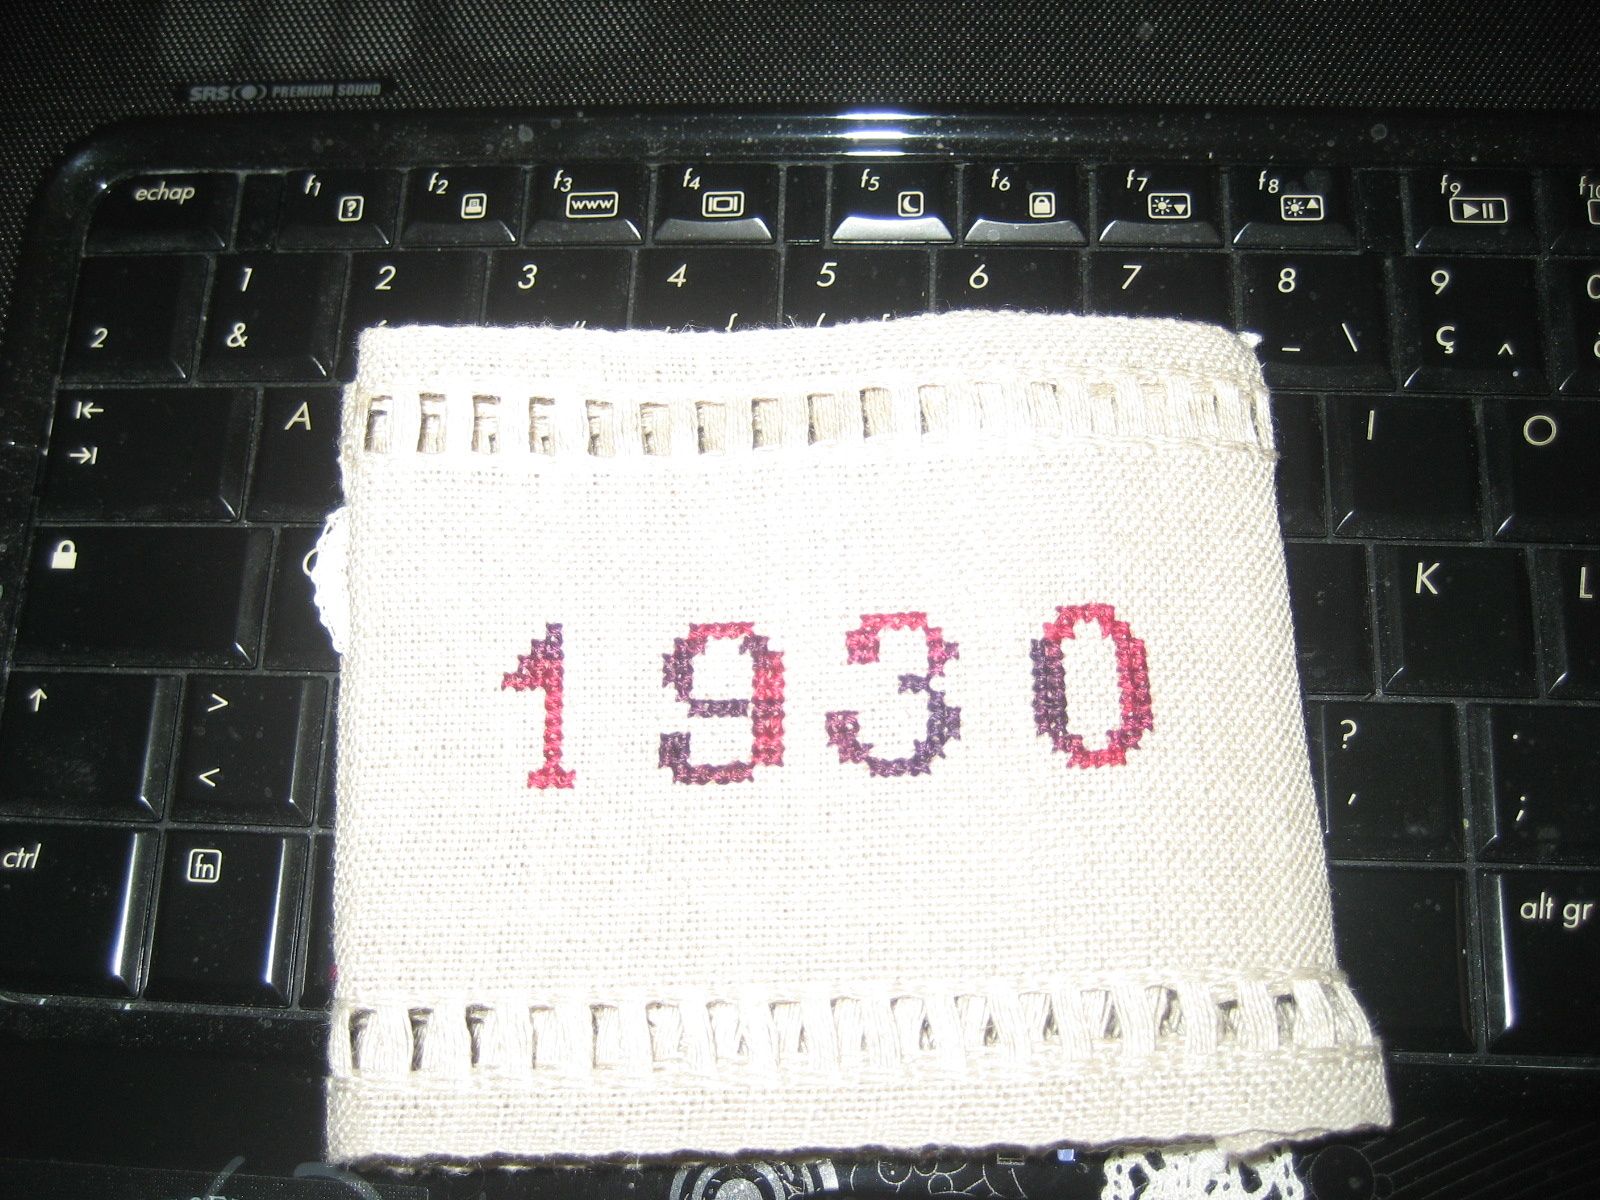 SRS PREMIUM SOUND
echap f1 ? f2 f3 www f4 f5 f6 f7 f8 f9
1 2 3 4 5 6 7 8 9
2 & _ \ ç ^
A I O
K L
1930
> ?
< , . ;
ctrl fn alt gr